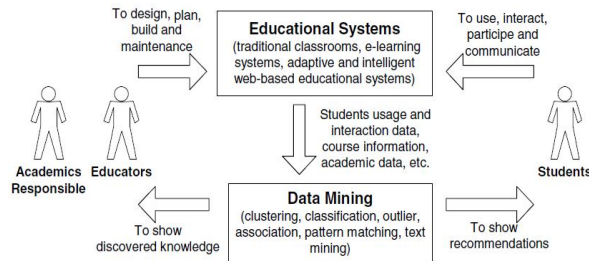 To design, plan,
build and
maintenance
Educational Systems
(traditional classrooms, e-learning
systems, adaptive and intelligent
web-based educational systems)
To use, interact,
participe and
communicate
Students usage and
interaction data,
course information,
academic data, etc.
Academics
Responsible
Educators
Students
Data Mining
(clustering, classification, outlier,
association, pattern matching, text
mining)
To show
discovered knowledge
To show
recommendations